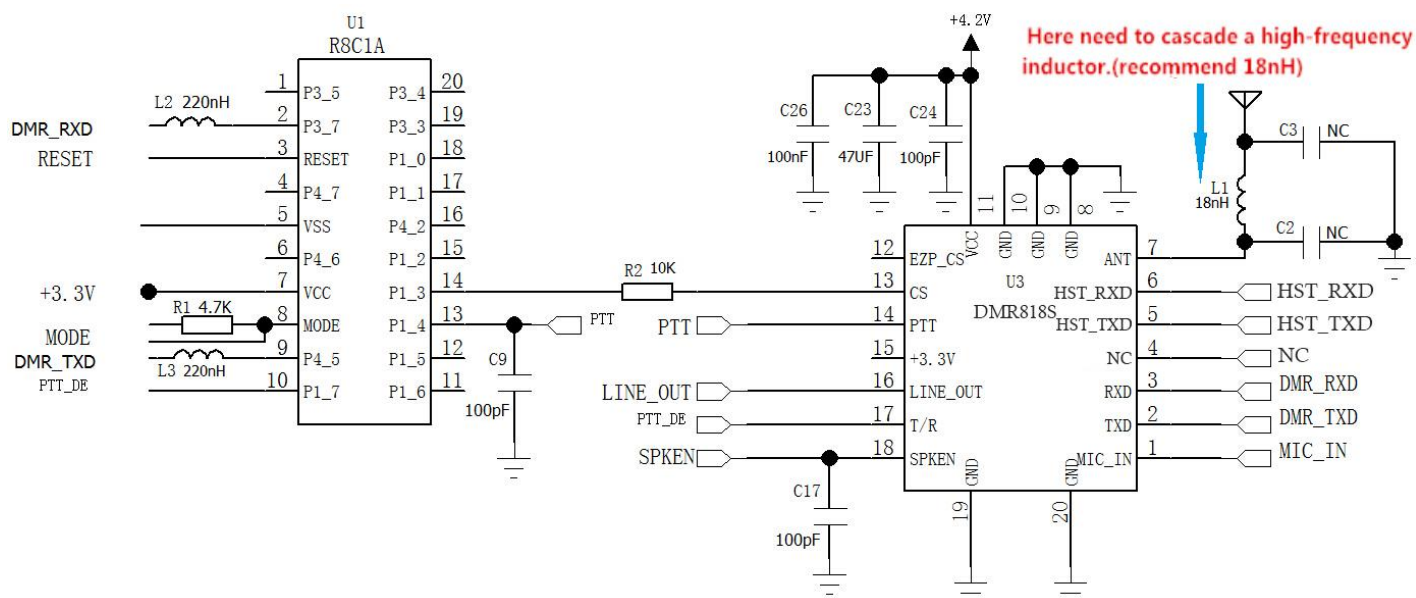 U1
R8C1A
+4.2V
Here need to cascade a high-frequency
inductor.(recommend 18nH)
1 P3_5 P3_4 20
L2 220nH
DMR_RXD 2 P3_7 P3_3 19
RESET 3 RESET P1_0 18
4 P4_7 P1_1 17
5 VSS P4_2 16
6 P4_6 P1_2 15
+3.3V 7 VCC P1_3 14
R1 4.7K
MODE 8 MODE P1_4 13 PTT
DMR_TXD 9 P4_5 P1_5 12
L3 220nH
PTT_DE 10 P1_7 P1_6 11
R2 10K
C9
100pF
C26
100nF
C23
47UF
C24
100pF
C3 NC
L1
18nH
C2 NC
11 10 9 8
VCC GND GND GND
U3
DMR818S
12 EZP_CS ANT 7
13 CS HST_RXD 6 HST_RXD
PTT 14 PTT HST_TXD 5 HST_TXD
15 +3.3V NC 4 NC
LINE_OUT 16 LINE_OUT RXD 3 DMR_RXD
PTT_DE 17 T/R TXD 2 DMR_TXD
SPKEN 18 SPKEN MIC_IN 1 MIC_IN
GND GND
19 20
C17
100pF